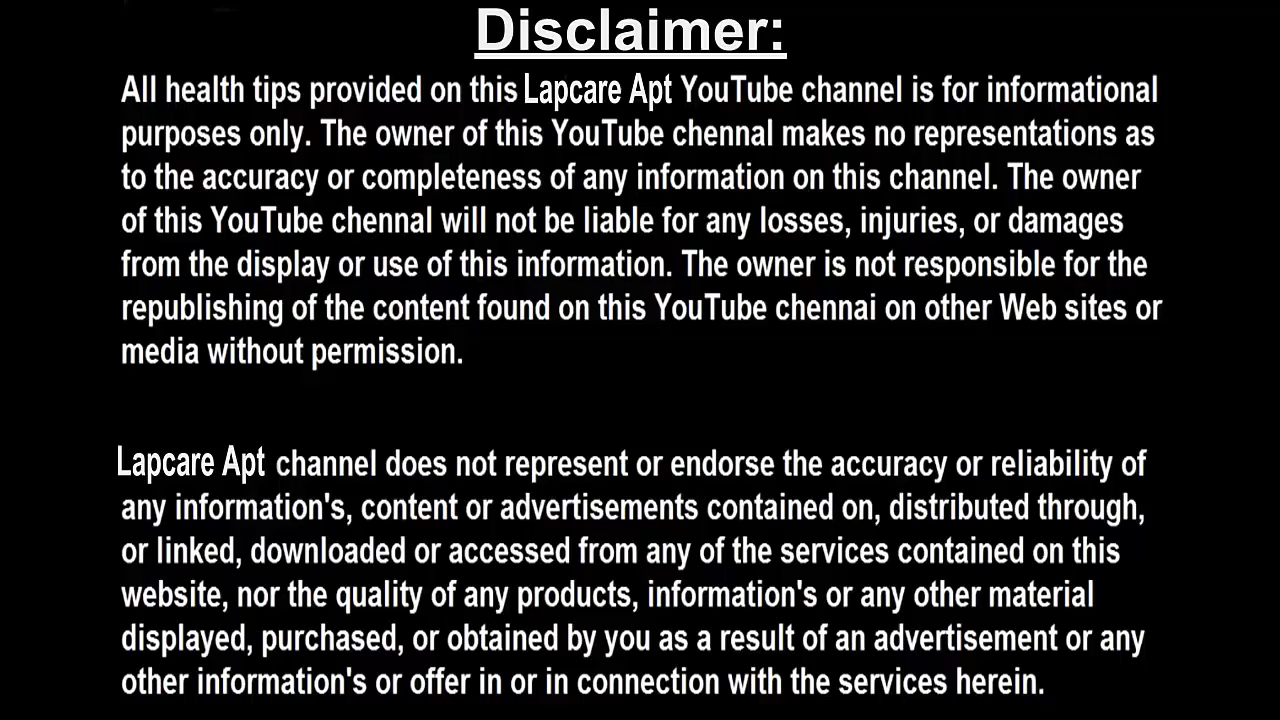 Disclaimer:
All health tips provided on this Lapcare Apt YouTube channel is for informational
purposes only. The owner of this YouTube chennal makes no representations as
to the accuracy or completeness of any information on this channel. The owner
of this YouTube chennal will not be liable for any losses, injuries, or damages
from the display or use of this information. The owner is not responsible for the
republishing of the content found on this YouTube chennai on other Web sites or
media without permission.
Lapcare Apt channel does not represent or endorse the accuracy or reliability of
any information's, content or advertisements contained on, distributed through,
or linked, downloaded or accessed from any of the services contained on this
website, nor the quality of any products, information's or any other material
displayed, purchased, or obtained by you as a result of an advertisement or any
other information's or offer in or in connection with the services herein.